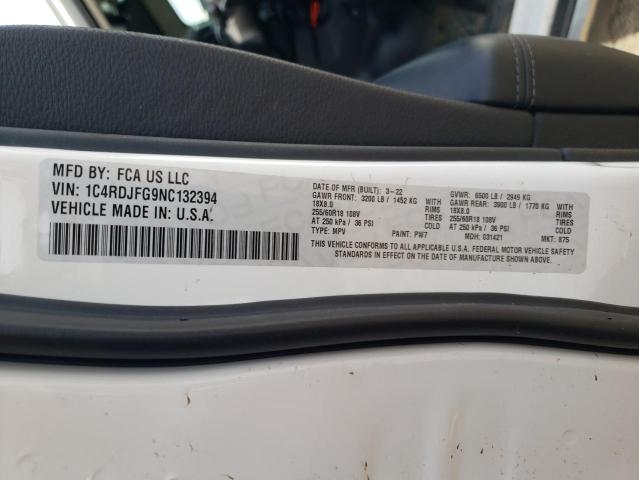 MFD BY: FCA US LLC
VIN: 1C4RDJFG9NC132394
VEHICLE MADE IN: U.S.A.
DATE OF MFR (BUILT): 3-22 GVWR: 6500 LB / 2949 KG
GAWR FRONT: 3200 LB / 1452 KG WITH GAWR REAR: 3900 LB / 1770 KG WITH
18X8.0 RIMS 18X8.0 RIMS
255/60R18 108V TIRES 255/60R18 108V TIRES
AT 250 kPa / 36 PSI COLD AT 250 kPa / 36 PSI COLD
TYPE: MPV PAINT: PW7 MDH: 031421 MKT: 875
THIS VEHICLE CONFORMS TO ALL APPLICABLE U.S.A. FEDERAL MOTOR VEHICLE SAFETY
STANDARDS IN EFFECT ON THE DATE OF MANUFACTURE SHOWN ABOVE.